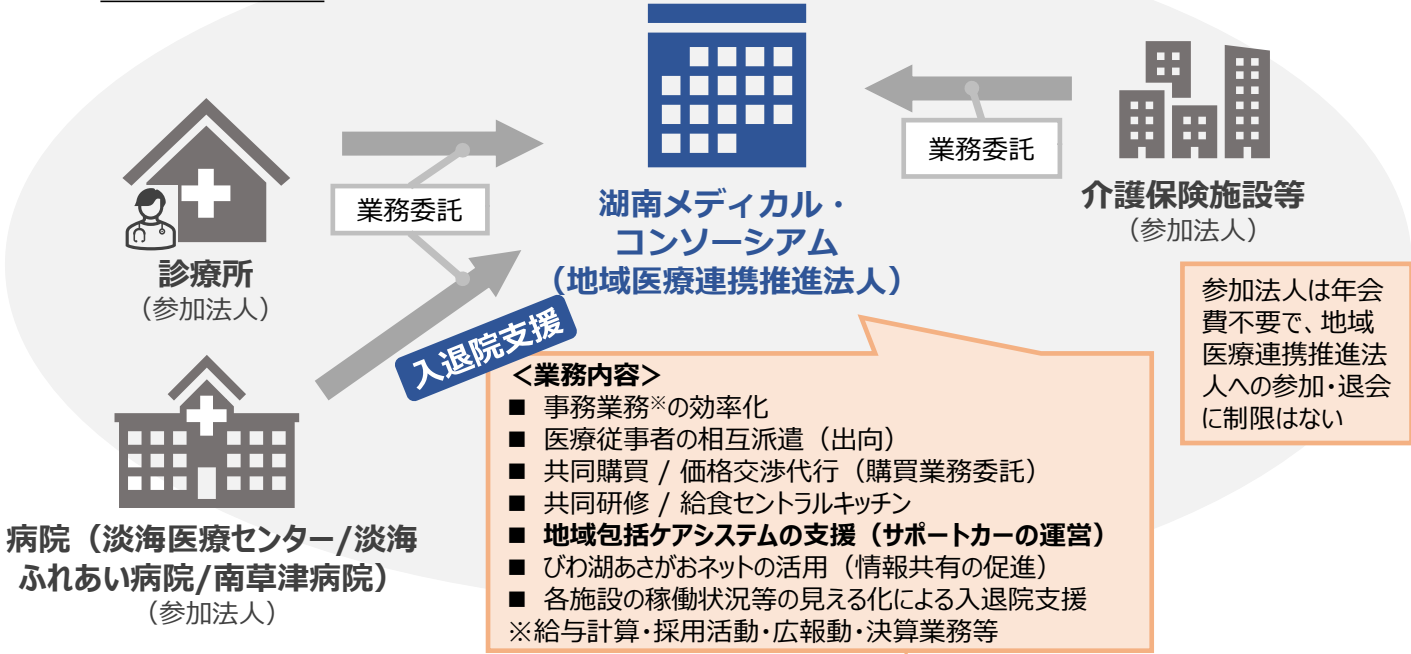 業務委託
診療所
（参加法人）
業務委託
湖南メディカル・
コンソーシアム
（地域医療連携推進法人）
介護保険施設等
（参加法人）
参加法人は年会
費不要で、地域
医療連携推進法
人への参加・退会
に制限はない
入退院支援
病院（淡海医療センター/淡海
ふれあい病院/南草津病院）
（参加法人）
＜業務内容＞
■ 事務業務※の効率化
■ 医療従事者の相互派遣（出向）
■ 共同購買 / 価格交渉代行（購買業務委託）
■ 共同研修 / 給食セントラルキッチン
■ 地域包括ケアシステムの支援（サポートカーの運営）
■ びわ湖あさがおネットの活用（情報共有の促進）
■ 各施設の稼働状況等の見える化による入退院支援
※給与計算・採用活動・広報動・決算業務等